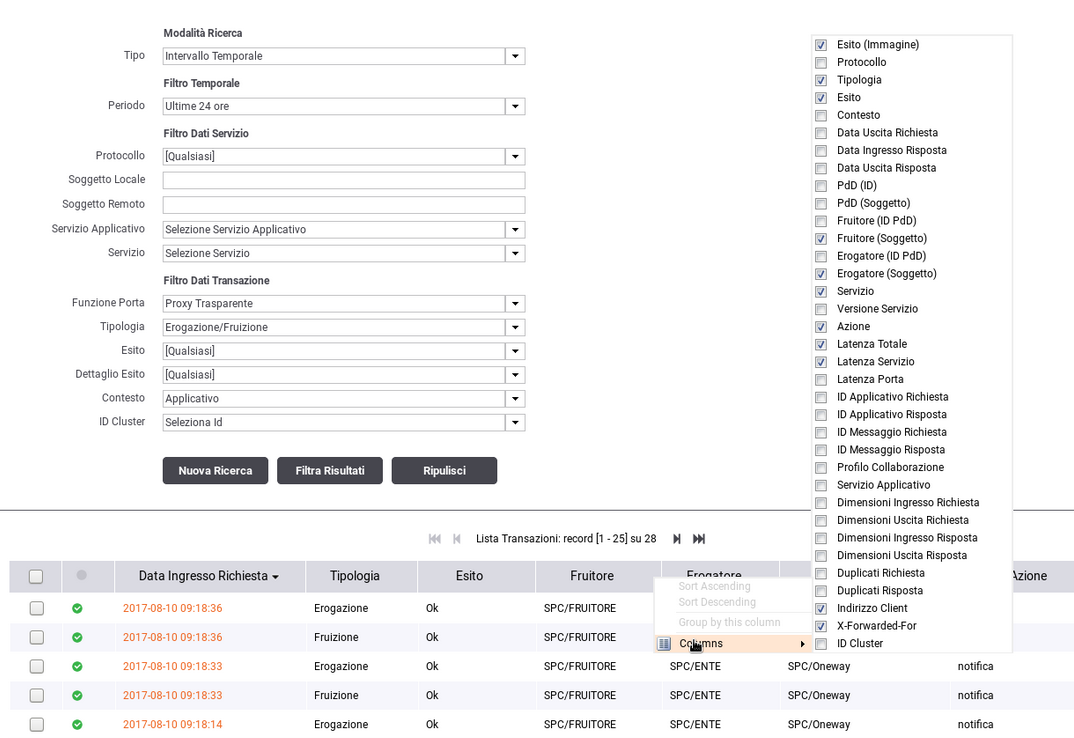 Modalità Ricerca
Tipo Intervallo Temporale
Filtro Temporale
Periodo Ultime 24 ore
Filtro Dati Servizio
Protocollo [Qualsiasi]
Soggetto Locale
Soggetto Remoto
Servizio Applicativo Selezione Servizio Applicativo
Servizio Selezione Servizio
Filtro Dati Transazione
Funzione Porta Proxy Trasparente
Tipologia Erogazione/Fruizione
Esito [Qualsiasi]
Dettaglio Esito [Qualsiasi]
Contesto Applicativo
ID Cluster Seleziona Id
Nuova Ricerca Filtra Risultati Ripulisci
Esito (Immagine)
Protocollo
Tipologia
Esito
Contesto
Data Uscita Richiesta
Data Ingresso Risposta
Data Uscita Risposta
PdD (ID)
PdD (Soggetto)
Fruitore (ID PdD)
Fruitore (Soggetto)
Erogatore (ID PdD)
Erogatore (Soggetto)
Servizio
Versione Servizio
Azione
Latenza Totale
Latenza Servizio
Latenza Porta
ID Applicativo Richiesta
ID Applicativo Risposta
ID Messaggio Richiesta
ID Messaggio Risposta
Profilo Collaborazione
Servizio Applicativo
Dimensioni Ingresso Richiesta
Dimensioni Uscita Richiesta
Dimensioni Ingresso Risposta
Dimensioni Uscita Risposta
Duplicati Richiesta
Duplicati Risposta
Indirizzo Client
X-Forwarded-For
ID Cluster
Lista Transazioni: record [1 - 25] su 28
Data Ingresso Richiesta Tipologia Esito Fruitore Erogatore Azione
Sort Ascending
Sort Descending
Group by this column
Columns
2017-08-10 09:18:36 Erogazione Ok SPC/FRUITORE
2017-08-10 09:18:36 Fruizione Ok SPC/FRUITORE
2017-08-10 09:18:33 Erogazione Ok SPC/FRUITORE SPC/ENTE SPC/Oneway notifica
2017-08-10 09:18:33 Fruizione Ok SPC/FRUITORE SPC/ENTE SPC/Oneway notifica
2017-08-10 09:18:14 Erogazione Ok SPC/FRUITORE SPC/ENTE SPC/Oneway notifica